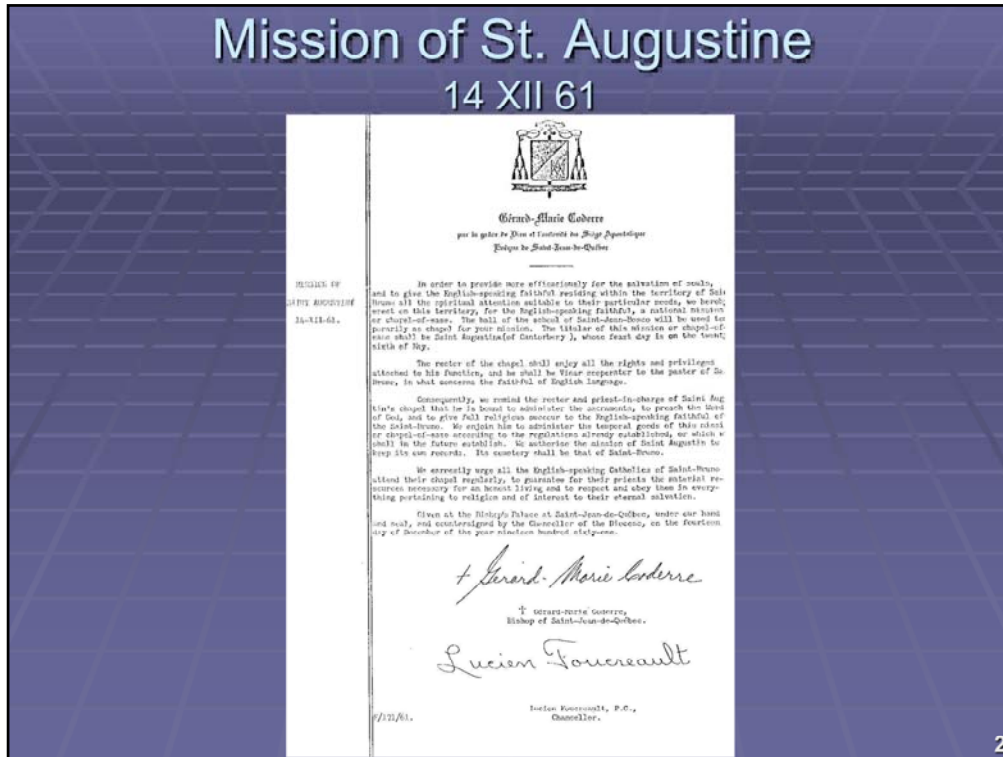 Mission of St. Augustine
14 XII 61
Gérard-Marie Coderre
par la grâce de Dieu et l'autorité du Siège Apostolique
Évêque de Saint-Jean-de-Québec
MISSION OF
SAINT AUGUSTINE
14-XII-61.
In order to provide more efficaciously for the salvation of souls,
and to give the English-speaking faithful residing within the territory of
Bruno all the spiritual attention suitable to their particular needs, we
erect on this territory, for the English-speaking faithful, a national mission
or chapel-of-ease. The hall of the school of Saint-Jean-Bosco will be used
porarily as chapel for your mission. The titular of this mission or chapel-of-
ease shall be Saint Augustine(of Cantorbery ), whose feast day is on the
sixth of May.
The rector of the chapel shall enjoy all the rights and privileges
attached to his function, and he shall be Vicar to the pastor of
Bruno, in what concerns the faithful of English language.
Consequently, we remind the rector and priest-in-charge of Saint Aug
tin's chapel that he is bound to administer the sacraments, to preach the Word
of God, and to give full religious succour to the English-speaking faithful of
the Saint-Bruno. We enjoin him to administer the temporal goods of this missi
or chapel-of-ease according to the regulations already established, or which w
shall in the future establish. We authorise the mission of Saint Augustin to
keep its own records. Its cemetery shall be that of Saint-Bruno.
We earnestly urge all the English-speaking Catholics of Saint-Bruno
attend their chapel regularly, to guarantee for their priests the material re-
sources necessary for an honest living and to respect and obey them in every-
thing pertaining to religion and of interest to their eternal salvation.
Given at the Bishop's Palace at Saint-Jean-de-Québec, under our hand
and seal, and countersigned by the Chancellor of the Diocese, on the fourteen
day of December of the year nineteen hundred sixty-one.
+ Gérard-Marie Coderre
† Gérard-Marie Coderre,
Bishop of Saint-Jean-de-Québec.
Lucien Foucreault
Lucien Foucreault, P.C.,
Chancellor.
/121/61.
2